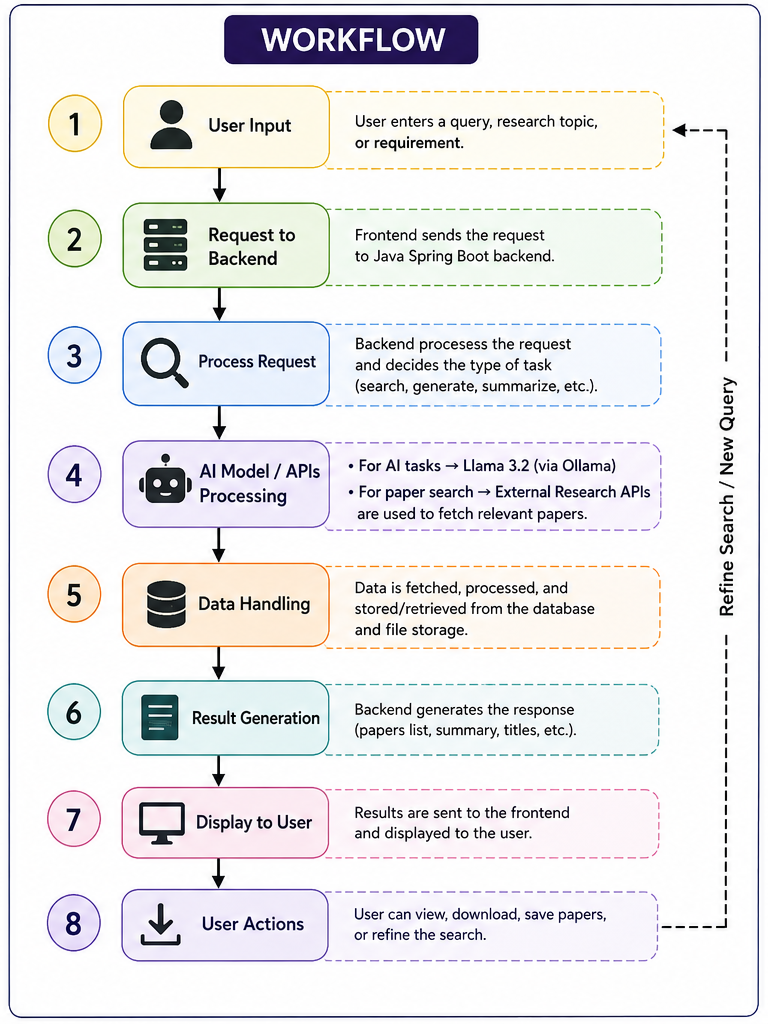 WORKFLOW
1
User Input
User enters a query, research topic,
or requirement.
2
Request to
Backend
Frontend sends the request
to Java Spring Boot backend.
3
Process Request
Backend procesess the request
and decides the type of task
(search, generate, summarize, etc.).
4
AI Model / APIs
Processing
• For AI tasks → Llama 3.2 (via Ollama)
• For paper search → External Research APIs
are used to fetch relevant papers.
5
Data Handling
Data is fetched, processed, and
stored/retrieved from the database
and file storage.
6
Result Generation
Backend generates the response
(papers list, summary, titles, etc.).
7
Display to User
Results are sent to the frontend
and displayed to the user.
8
User Actions
User can view, download, save papers,
or refine the search.
Refine Search / New Query